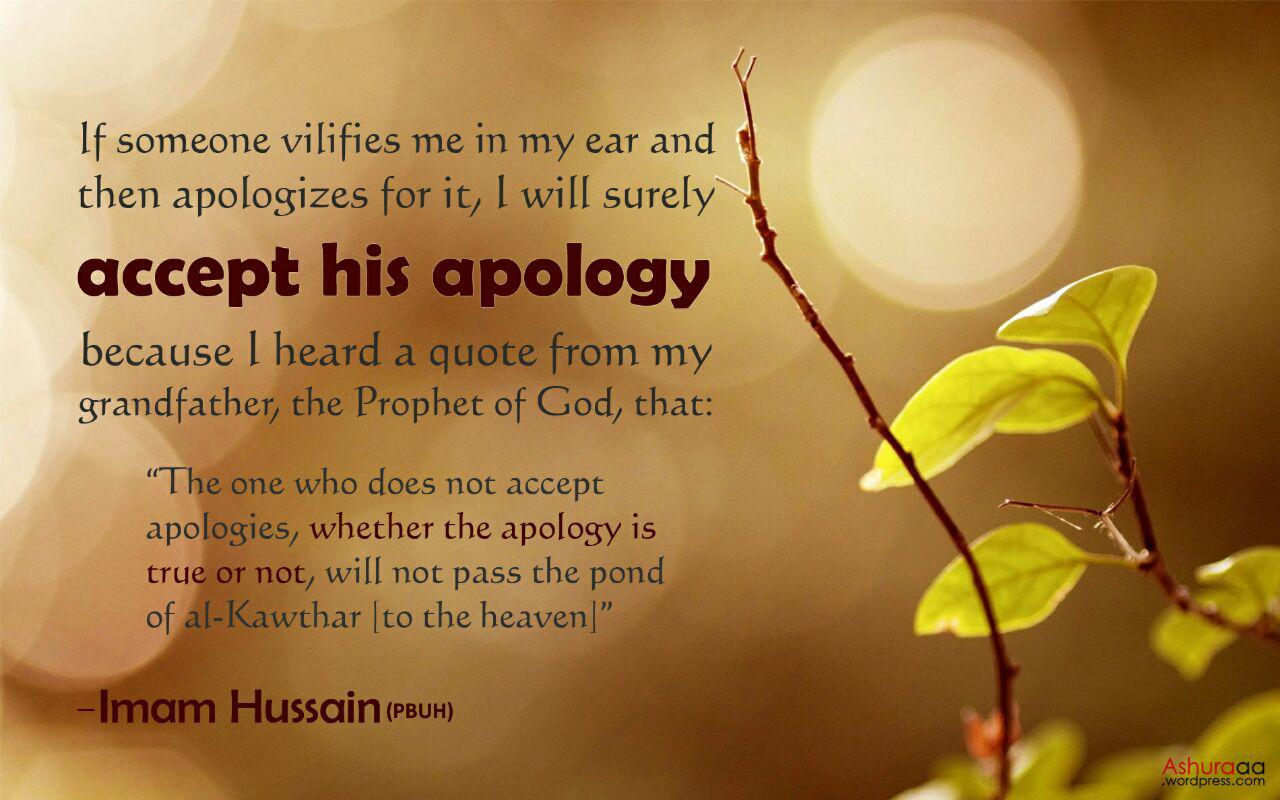 If someone vilifies me in my ear and
then apologizes for it, I will surely
accept his apology
because I heard a quote from my
grandfather, the Prophet of God, that:
“The one who does not accept
apologies, whether the apology is
true or not, will not pass the pond
of al-Kawthar [to the heaven]”
–Imam Hussain (PBUH)
Ashuraaa
.wordpress.com